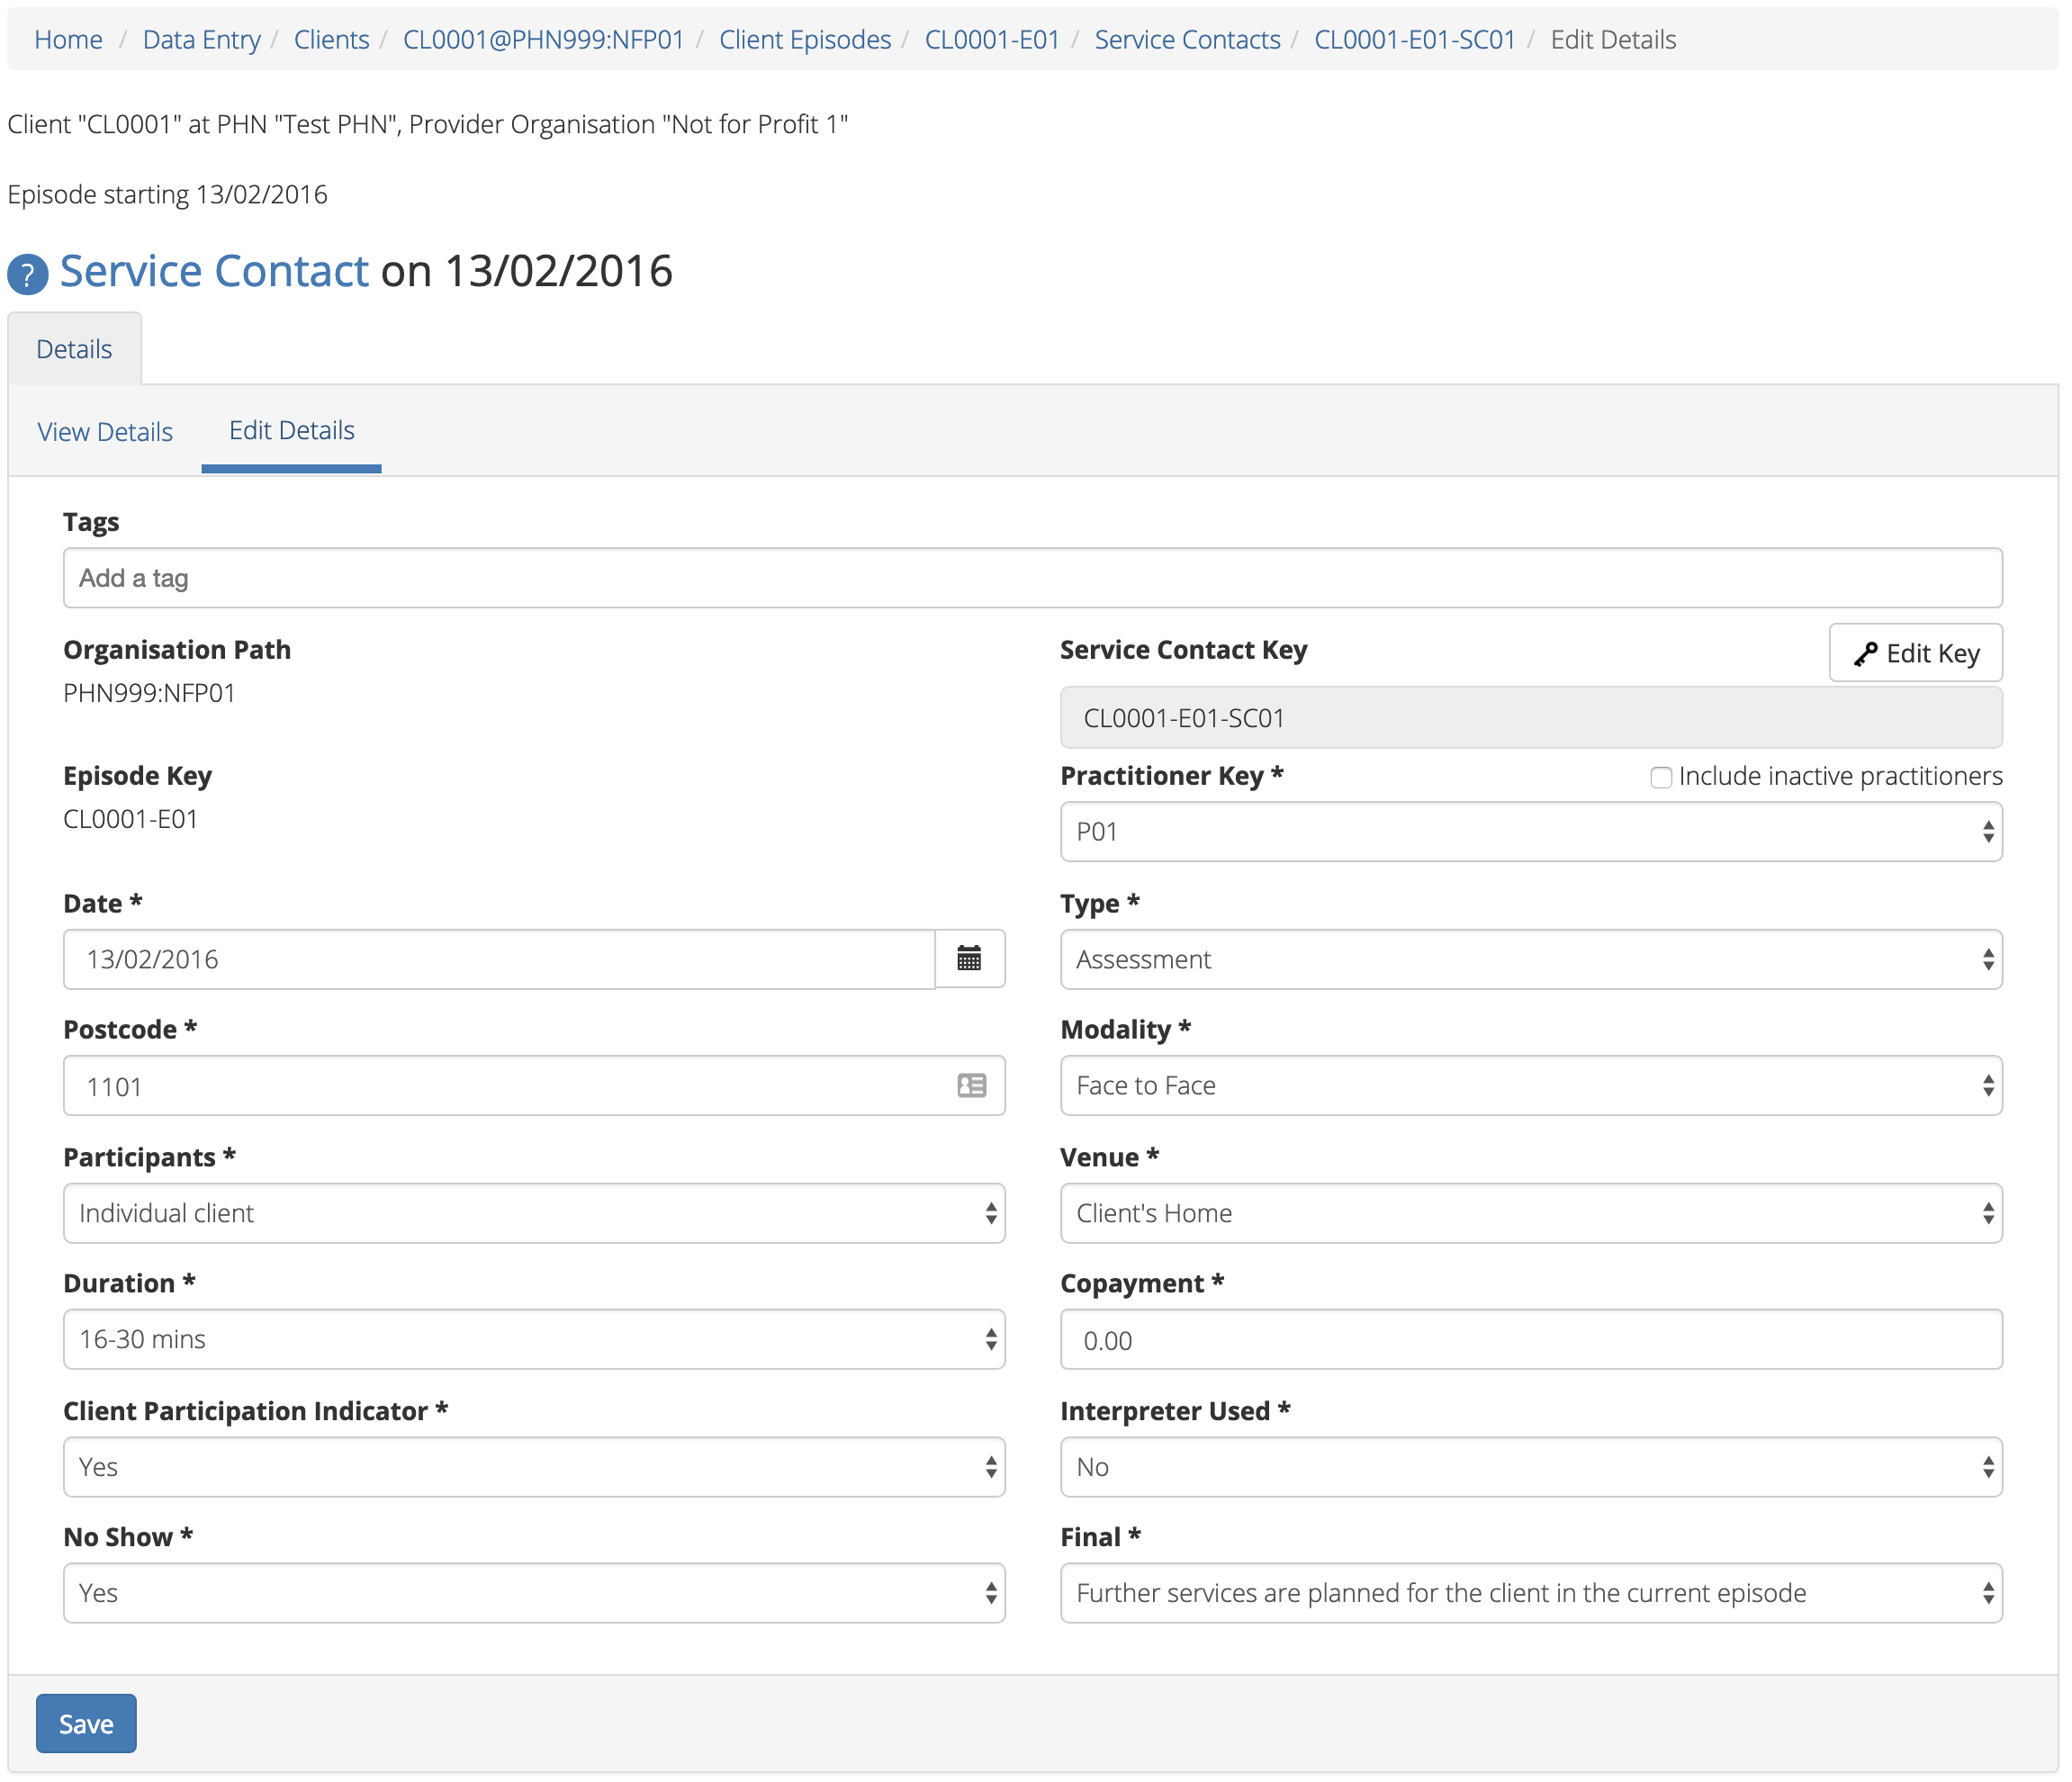 Home / Data Entry / Clients / CL0001@PHN999:NFP01 / Client Episodes / CL0001-E01 / Service Contacts / CL0001-E01-SC01 / Edit Details
Client "CL0001" at PHN "Test PHN", Provider Organisation "Not for Profit 1"
Episode starting 13/02/2016
? Service Contact on 13/02/2016
Details
View Details Edit Details
Tags
Add a tag
Organisation Path
PHN999:NFP01
Service Contact Key
Edit Key
CL0001-E01-SC01
Episode Key
CL0001-E01
Practitioner Key *
Include inactive practitioners
P01
Date *
13/02/2016
Type *
Assessment
Postcode *
1101
Modality *
Face to Face
Participants *
Individual client
Venue *
Client's Home
Duration *
16-30 mins
Copayment *
0.00
Client Participation Indicator *
Yes
Interpreter Used *
No
No Show *
Yes
Final *
Further services are planned for the client in the current episode
Save